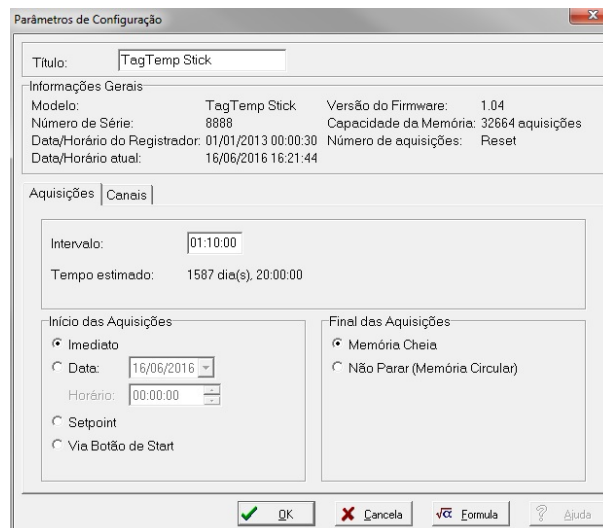 Parâmetros de Configuração
Título: TagTemp Stick
Informações Gerais
Modelo: TagTemp Stick Versão do Firmware: 1.04
Número de Série: 8888 Capacidade da Memória: 32664 aquisições
Data/Horário do Registrador: 01/01/2013 00:00:30 Número de aquisições: Reset
Data/Horário atual: 16/06/2016 16:21:44
Aquisições Canais
Intervalo: 01:10:00
Tempo estimado: 1587 dia(s), 20:00:00
Início das Aquisições
Imediato
Data: 16/06/2016
Horário: 00:00:00
Setpoint
Via Botão de Start
Final das Aquisições
Memória Cheia
Não Parar (Memória Circular)
OK Cancela √α Formula ? Ajuda